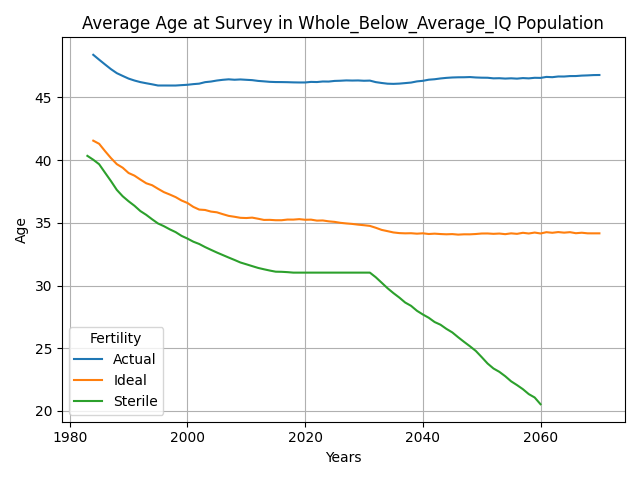 Average Age at Survey in Whole_Below_Average_IQ Population
45
40
35
30
25
20
Age
Fertility
Actual
Ideal
Sterile
1980
2000
2020
2040
2060
Years